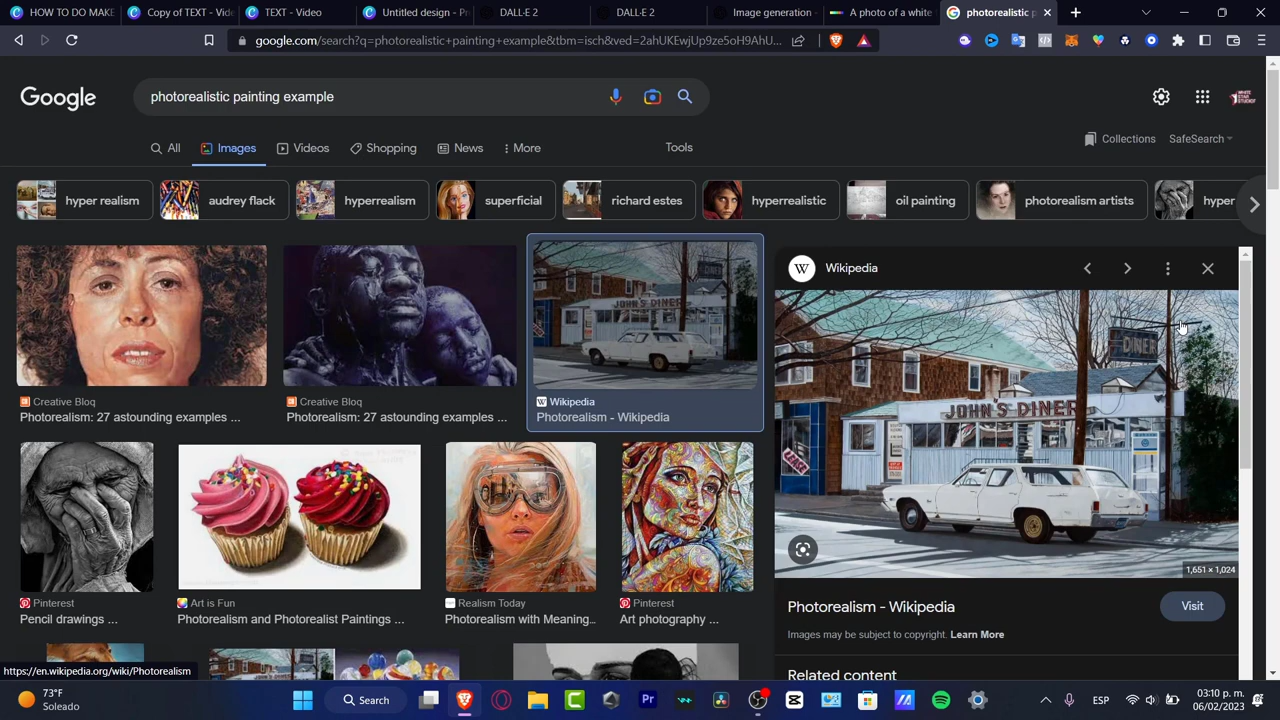 HOW TO DO MAKE
Copy of TEXT - Vide
TEXT - Video
Untitled design - Pr
DALL·E 2
DALL·E 2
Image generation -
A photo of a white
photorealistic p
google.com/search?q=photorealistic+painting+example&tbm=isch&ved=2ahUKEwjUp9ze5oH9AhU...
Google
photorealistic painting example
All
Images
Videos
Shopping
News
More
Tools
Collections
SafeSearch
hyper realism
audrey flack
hyperrealism
superficial
richard estes
hyperrealistic
oil painting
photorealism artists
hyper
Creative Bloq
Photorealism: 27 astounding examples ...
Creative Bloq
Photorealism: 27 astounding examples ...
DINER
JOHN'S DINER
Wikipedia
Photorealism - Wikipedia
Pinterest
Pencil drawings ...
Art is Fun
Photorealism and Photorealist Paintings ...
Realism Today
Photorealism with Meaning...
Pinterest
Art photography ...
W
Wikipedia
DINER
JOHN'S DINER
1,651 × 1,024
Photorealism - Wikipedia
Visit
Images may be subject to copyright. Learn More
Related content
https://en.wikipedia.org/wiki/Photorealism
73°F
Soleado
Search
Pr
ESP
03:10 p. m.
06/02/2023